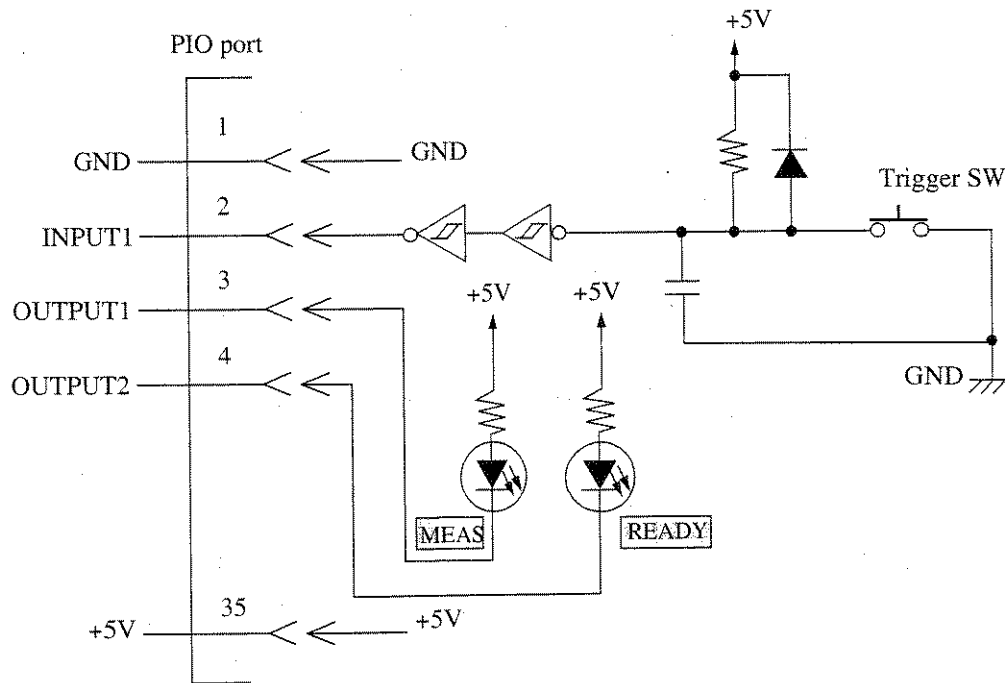 +5V
PIO port
1
GND
GND
2
Trigger SW
INPUT1
3
+5V
+5V
OUTPUT1
4
OUTPUT2
GND
MEAS
READY
35
+5V
+5V